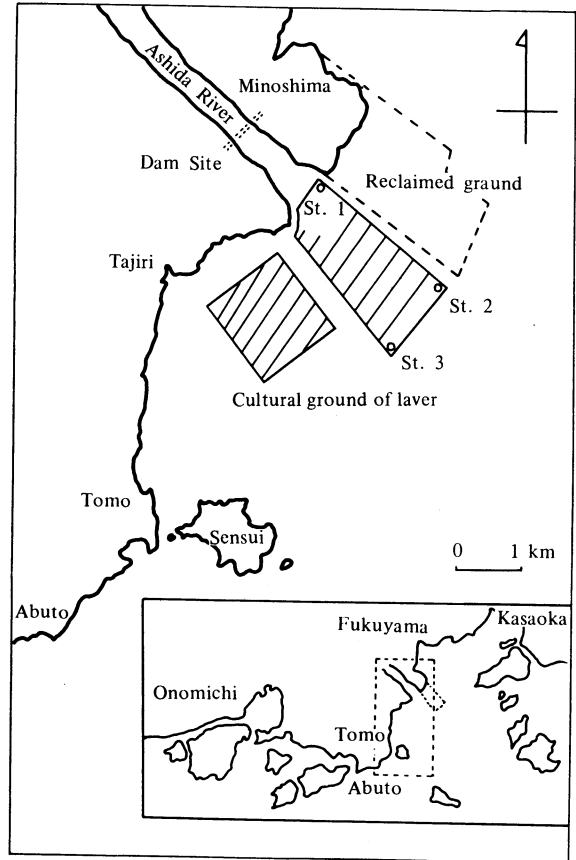 Ashida River
Minoshima
Dam Site
Reclaimed graund
St. 1
Tajiri
St. 2
St. 3
Cultural ground of laver
Tomo
Sensui
0 1 km
Abuto
Fukuyama
Kasaoka
Onomichi
Tomo
Abuto